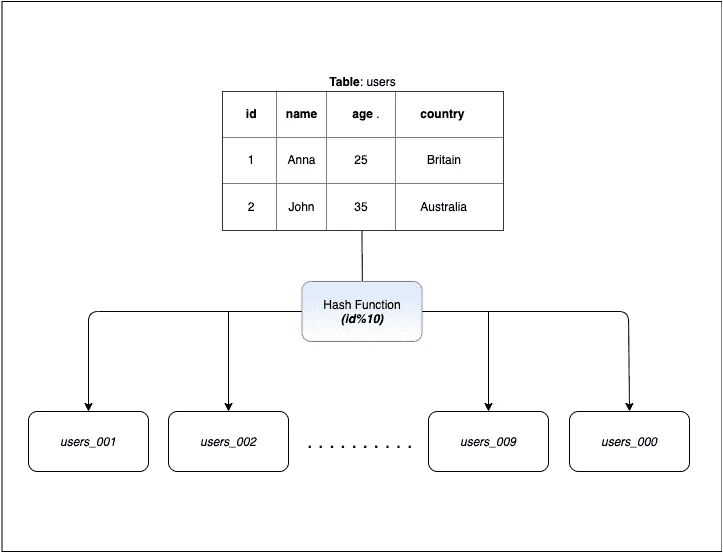 Table: users
id name age . country
1 Anna 25 Britain
2 John 35 Australia
Hash Function
(id%10)
users_001 users_002 . . . . . . . . . . users_009 users_000